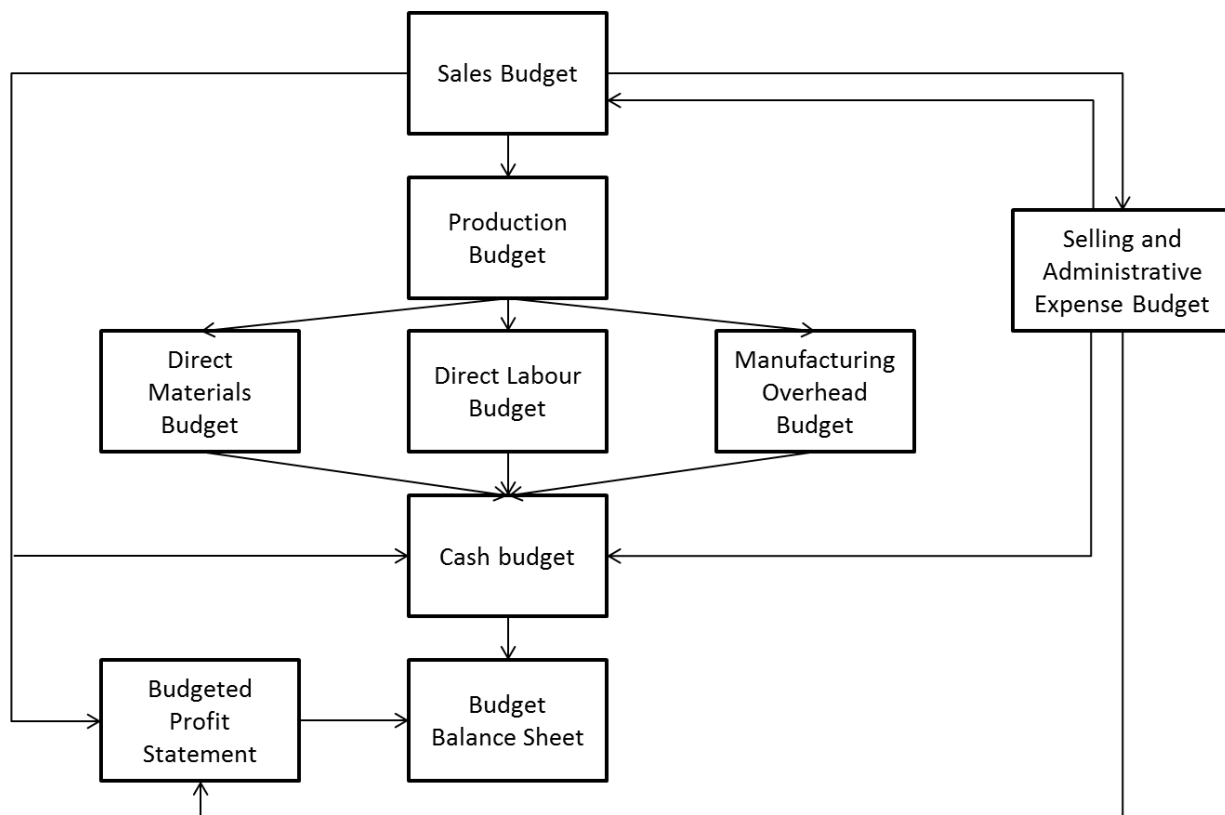 Sales Budget
Production
Budget
Selling and
Administrative
Expense Budget
Direct
Materials
Budget
Direct Labour
Budget
Manufacturing
Overhead
Budget
Cash budget
Budgeted
Profit
Statement
Budget
Balance Sheet